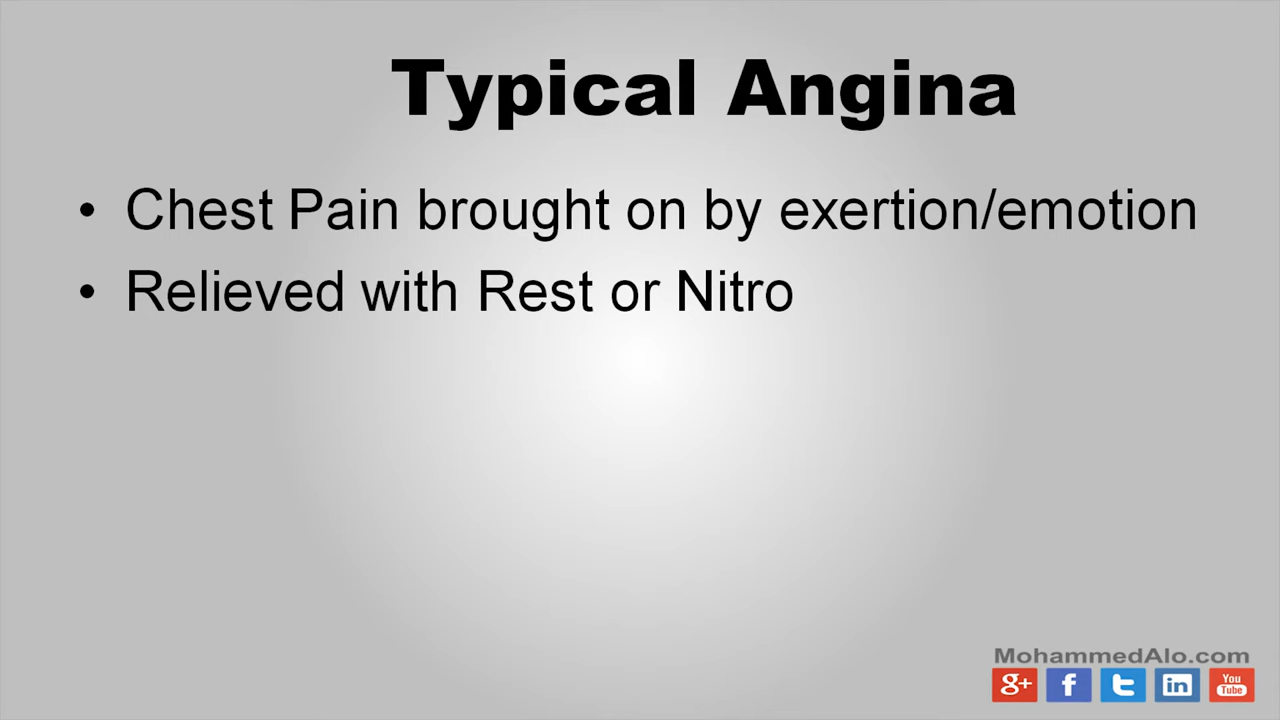 Typical Angina
• Chest Pain brought on by exertion/emotion
• Relieved with Rest or Nitro
MohammedAlo.com
g+ f t in You Tube